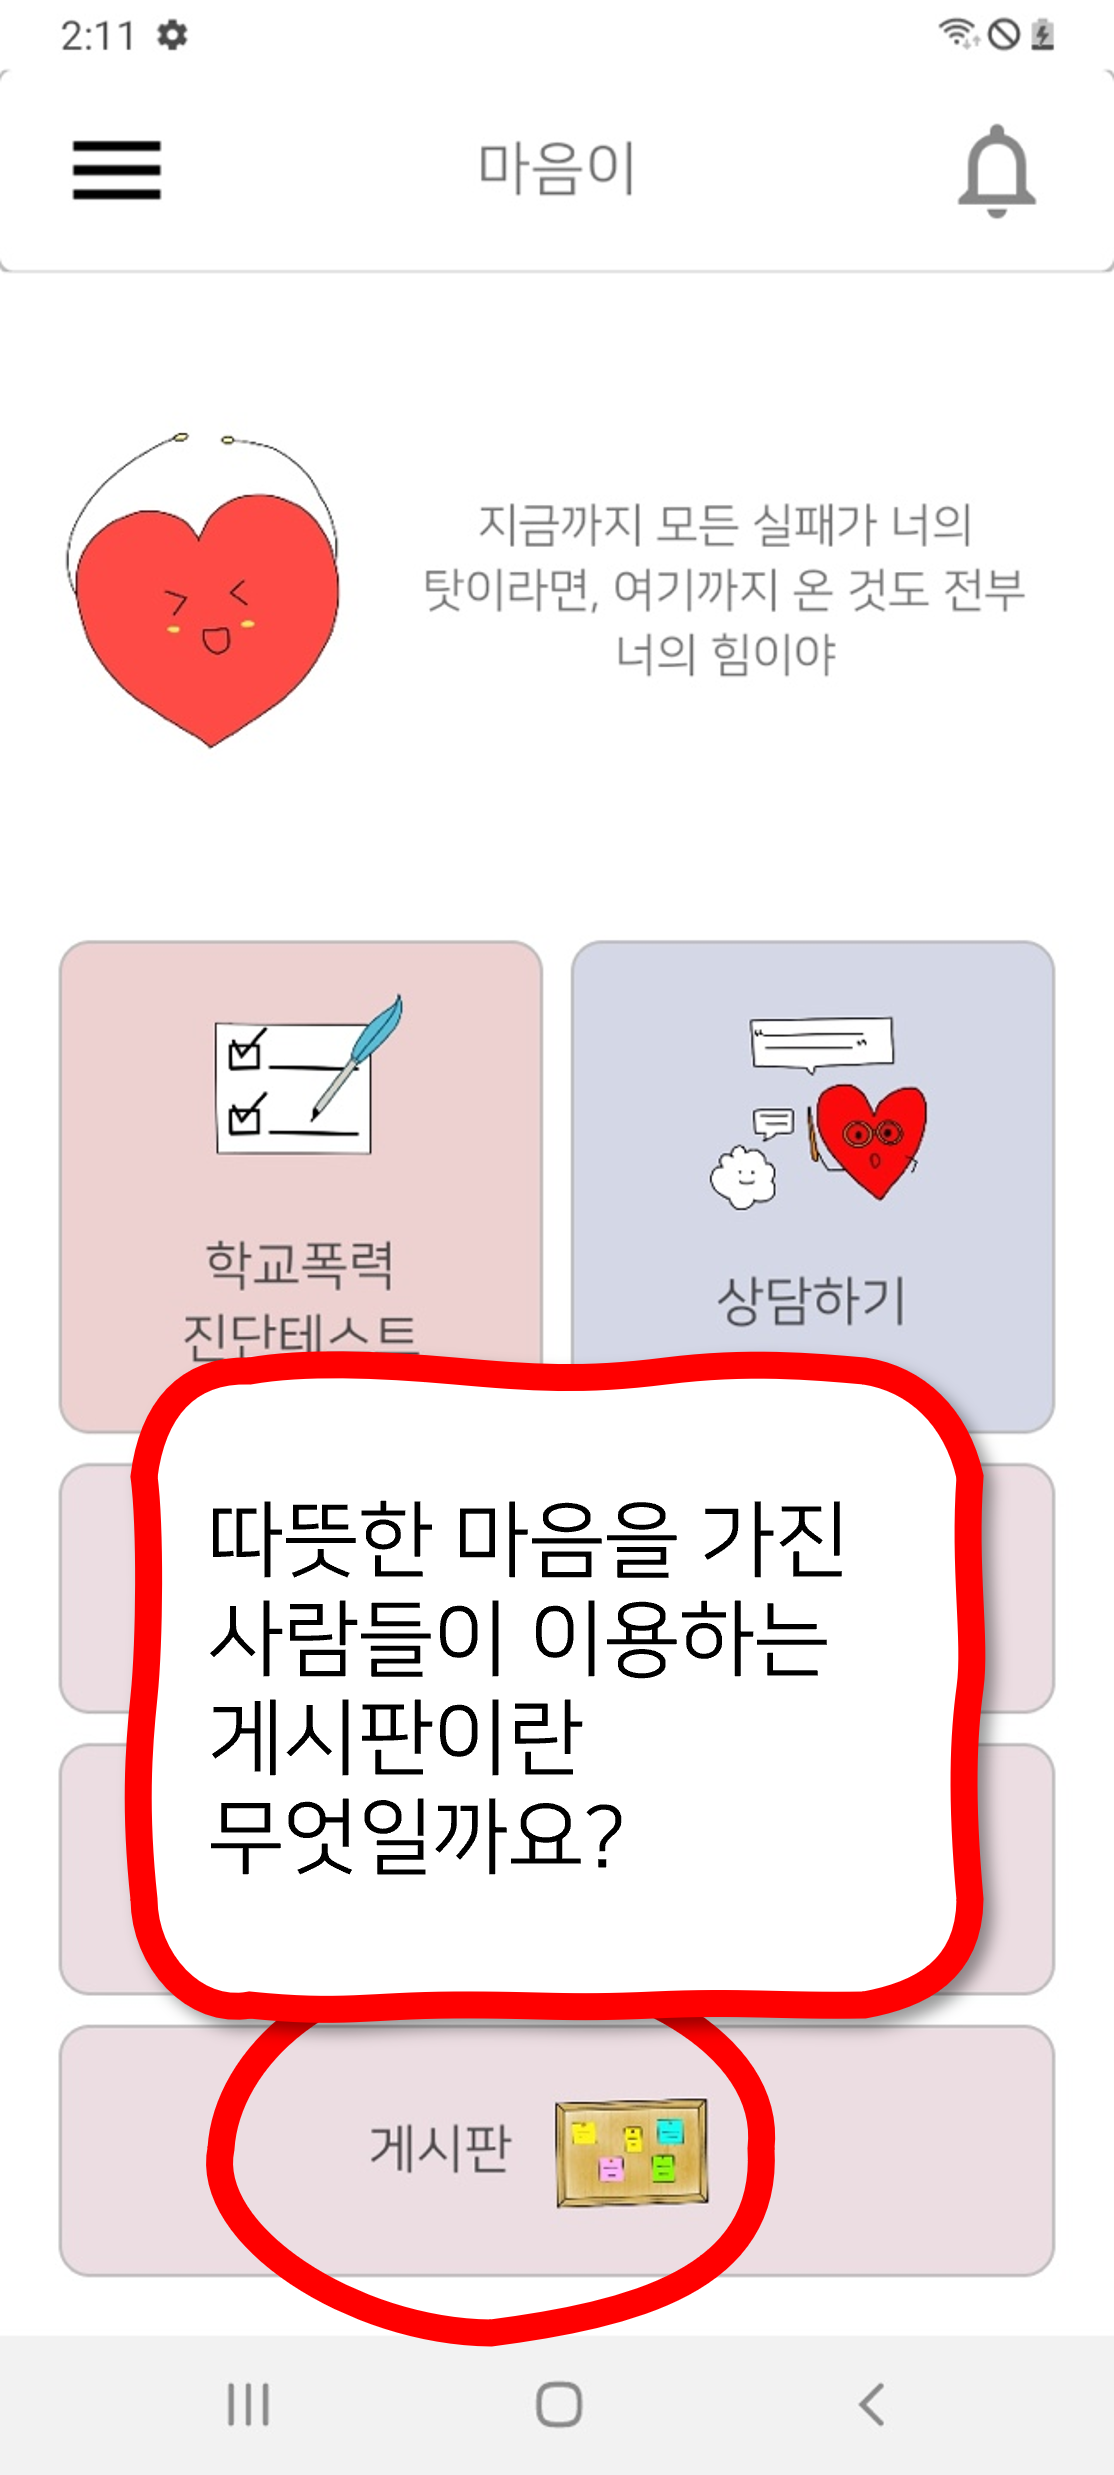 2:11
마음이
지금까지 모든 실패가 너의
탓이라면, 여기까지 온 것도 전부
너의 힘이야
학교폭력
진단테스트
상담하기
따뜻한 마음을 가진
사람들이 이용하는
게시판이란
무엇일까요?
게시판